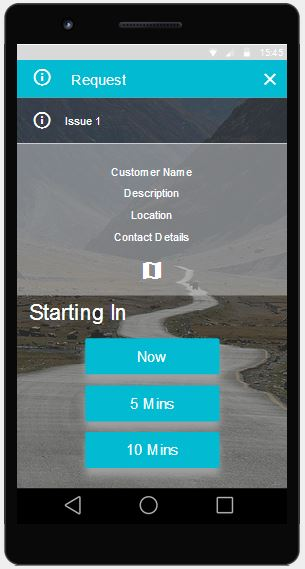 15:45
Request
Issue 1
Customer Name
Description
Location
Contact Details
Starting In
Now
5 Mins
10 Mins